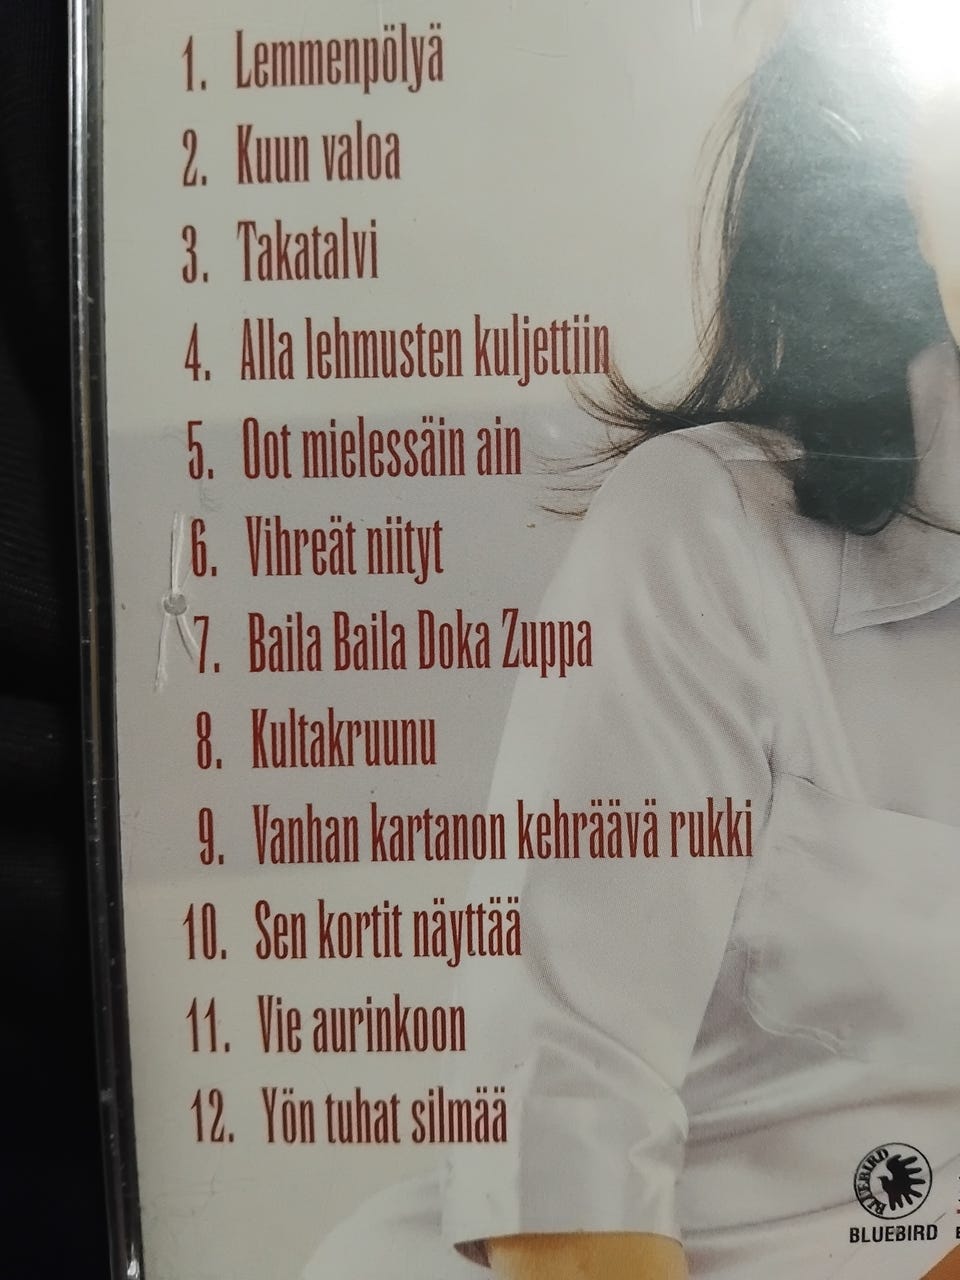 1. Lemmenpölyä
2. Kuun valoa
3. Takatalvi
4. Alla lehmusten kuljettiin
5. Oot mielessäin ain
6. Vihreät niityt
7. Baila Baila Doka Zuppa
8. Kultakruunu
9. Vanhan kartanon kehräävä rukki
10. Sen kortit näyttää
11. Vie aurinkoon
12. Yön tuhat silmää
BLUEBIRD
BLUEBIRD